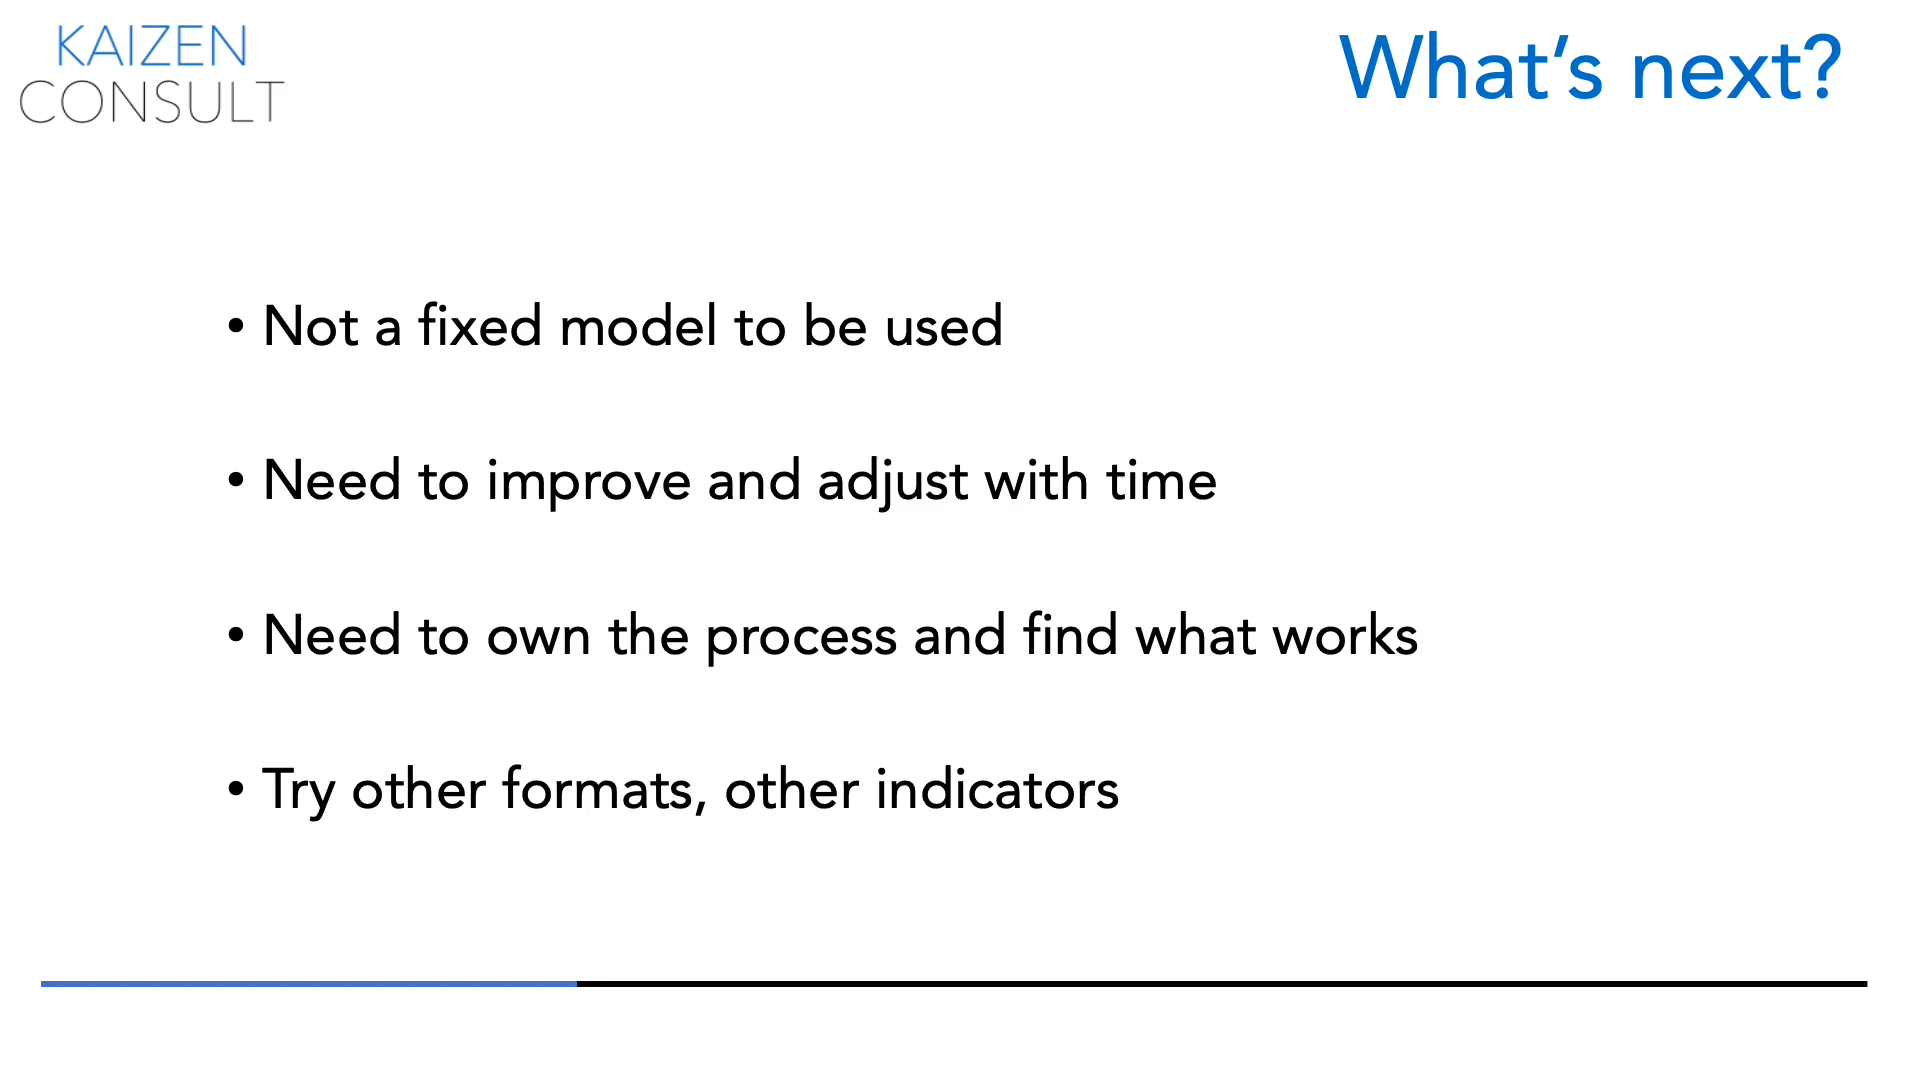 KAIZEN
CONSULT
What’s next?
• Not a fixed model to be used
• Need to improve and adjust with time
• Need to own the process and find what works
• Try other formats, other indicators